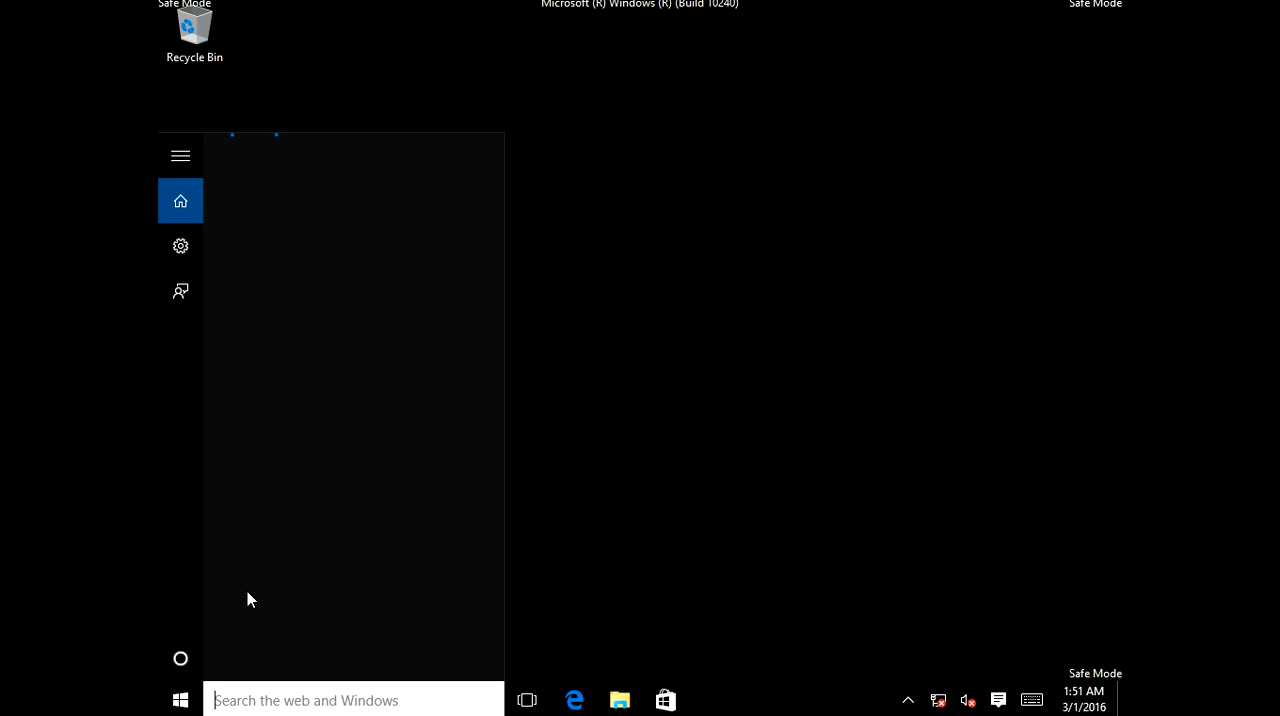 Safe Mode
Microsoft (R) Windows (R) (Build 10240)
Safe Mode
Recycle Bin
Safe Mode
Search the web and Windows
1:51 AM
3/1/2016